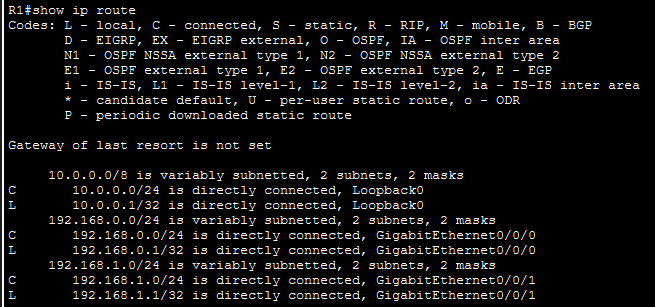 R1#show ip route
Codes: L - local, C - connected, S - static, R - RIP, M - mobile, B - BGP
       D - EIGRP, EX - EIGRP external, O - OSPF, IA - OSPF inter area
       N1 - OSPF NSSA external type 1, N2 - OSPF NSSA external type 2
       E1 - OSPF external type 1, E2 - OSPF external type 2, E - EGP
       i - IS-IS, L1 - IS-IS level-1, L2 - IS-IS level-2, ia - IS-IS inter area
       * - candidate default, U - per-user static route, o - ODR
       P - periodic downloaded static route

Gateway of last resort is not set

     10.0.0.0/8 is variably subnetted, 2 subnets, 2 masks
C       10.0.0.0/24 is directly connected, Loopback0
L       10.0.0.1/32 is directly connected, Loopback0
     192.168.0.0/24 is variably subnetted, 2 subnets, 2 masks
C       192.168.0.0/24 is directly connected, GigabitEthernet0/0/0
L       192.168.0.1/32 is directly connected, GigabitEthernet0/0/0
     192.168.1.0/24 is variably subnetted, 2 subnets, 2 masks
C       192.168.1.0/24 is directly connected, GigabitEthernet0/0/1
L       192.168.1.1/32 is directly connected, GigabitEthernet0/0/1